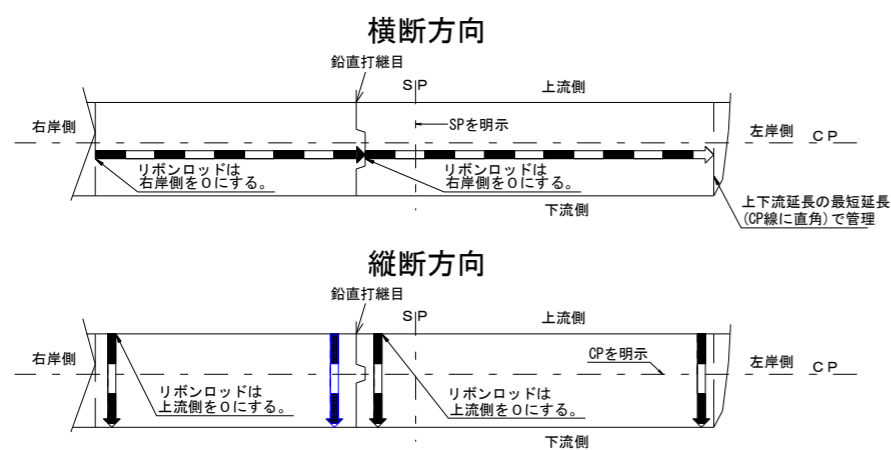 横断方向
鉛直打継目
SP
上流側
右岸側
SPを明示
左岸側 CP
リボンロッドは
右岸側を0にする。
リボンロッドは
右岸側を0にする。
上下流延長の最短延長
(CP線に直角)で管理
下流側
縦断方向
鉛直打継目
SP
上流側
右岸側
CPを明示
左岸側 CP
リボンロッドは
上流側を0にする。
リボンロッドは
上流側を0にする。
下流側